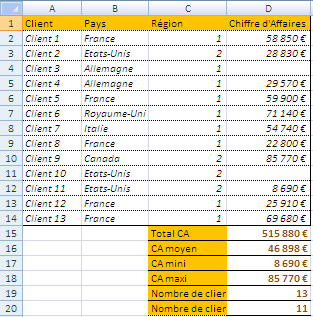 A B C D
1 Client Pays Région Chiffre d'Affaires
2 Client 1 France 1 58 850 €
3 Client 2 Etats-Unis 2 28 830 €
4 Client 3 Allemagne 1
5 Client 4 Allemagne 1 29 570 €
6 Client 5 France 1 59 900 €
7 Client 6 Royaume-Uni 1 71 140 €
8 Client 7 Italie 1 54 740 €
9 Client 8 France 1 22 800 €
10 Client 9 Canada 2 85 770 €
11 Client 10 Etats-Unis 2
12 Client 11 Etats-Unis 2 8 690 €
13 Client 12 France 1 25 910 €
14 Client 13 France 1 69 680 €
15 Total CA 515 880 €
16 CA moyen 46 898 €
17 CA mini 8 690 €
18 CA maxi 85 770 €
19 Nombre de clier 13
20 Nombre de clier 11